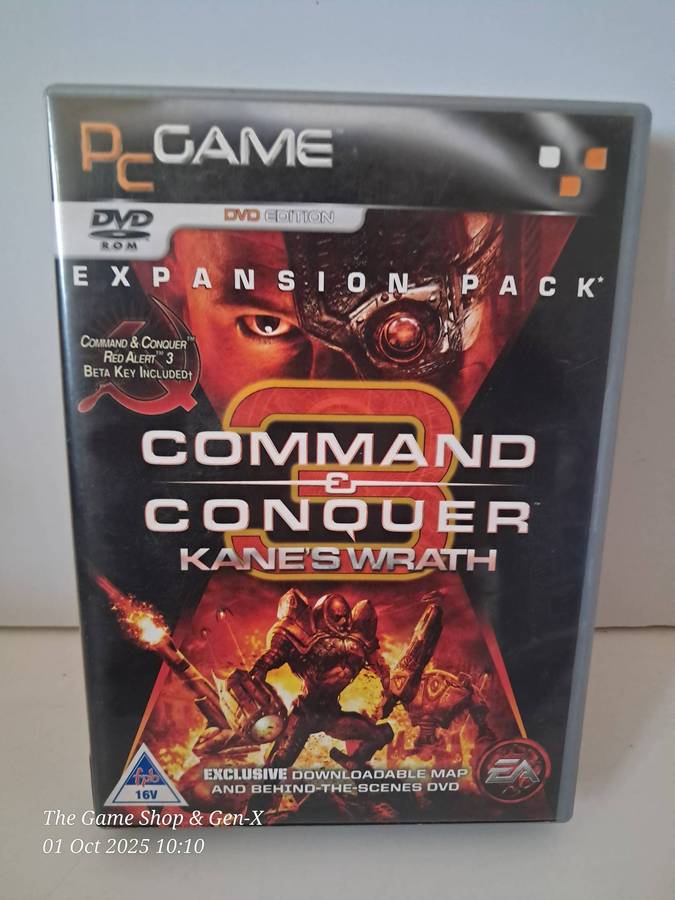 PC GAME™
DVD
ROM
DVD EDITION
EXPANSION PACK*
COMMAND & CONQUER™
RED ALERT™ 3
BETA KEY INCLUDED†
3
COMMAND
&
CONQUER™
KANE'S WRATH
fpb
16V
EXCLUSIVE DOWNLOADABLE MAP
AND BEHIND-THE-SCENES DVD
EA
The Game Shop & Gen-X
01 Oct 2025 10:10